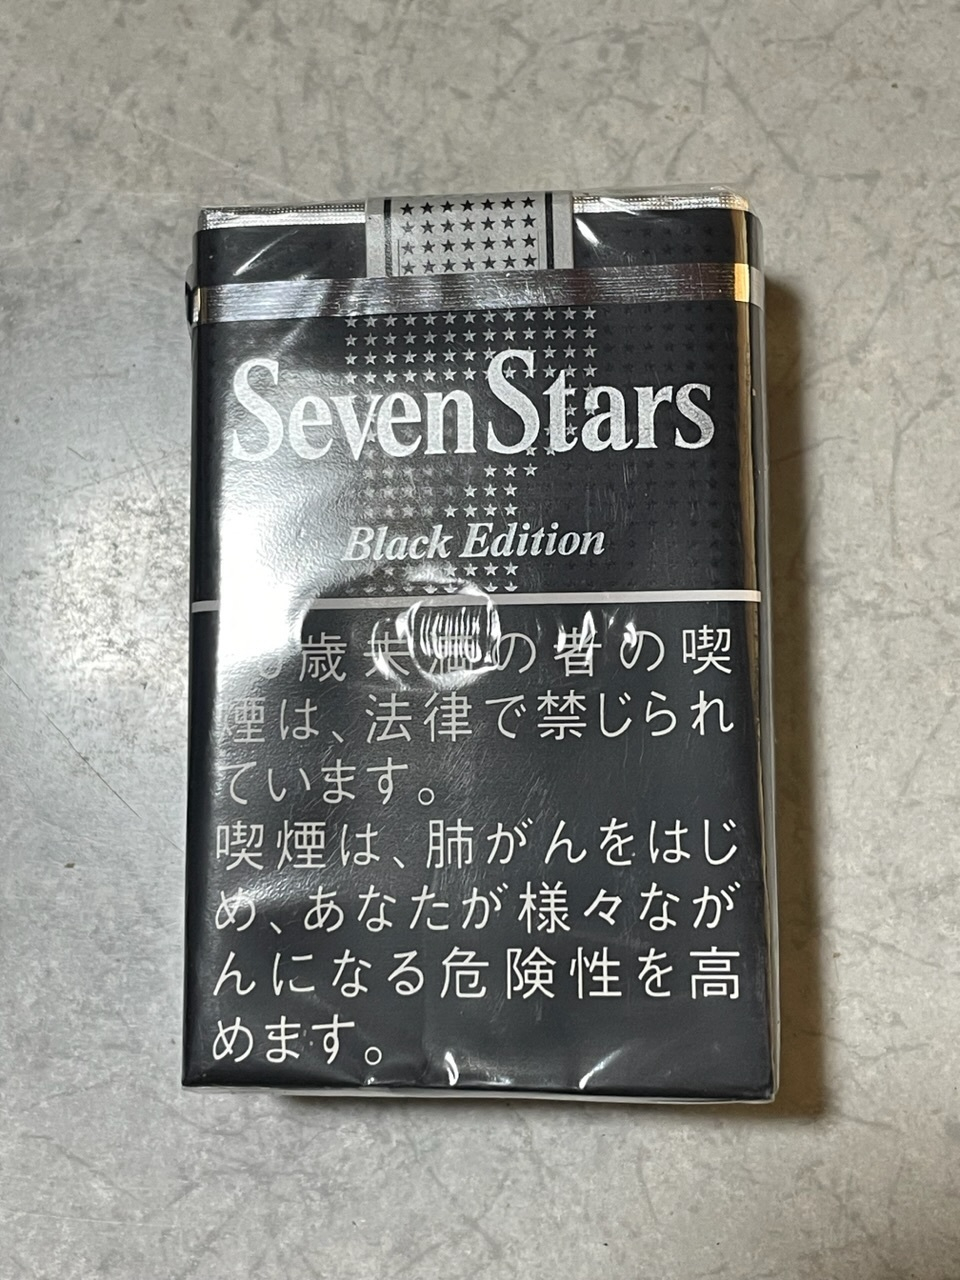 Seven Stars
Black Edition
歳未満の者の喫
煙は、法律で禁じられ
ています。
喫煙は、肺がんをはじ
め、あなたが様々なが
んになる危険性を高
めます。